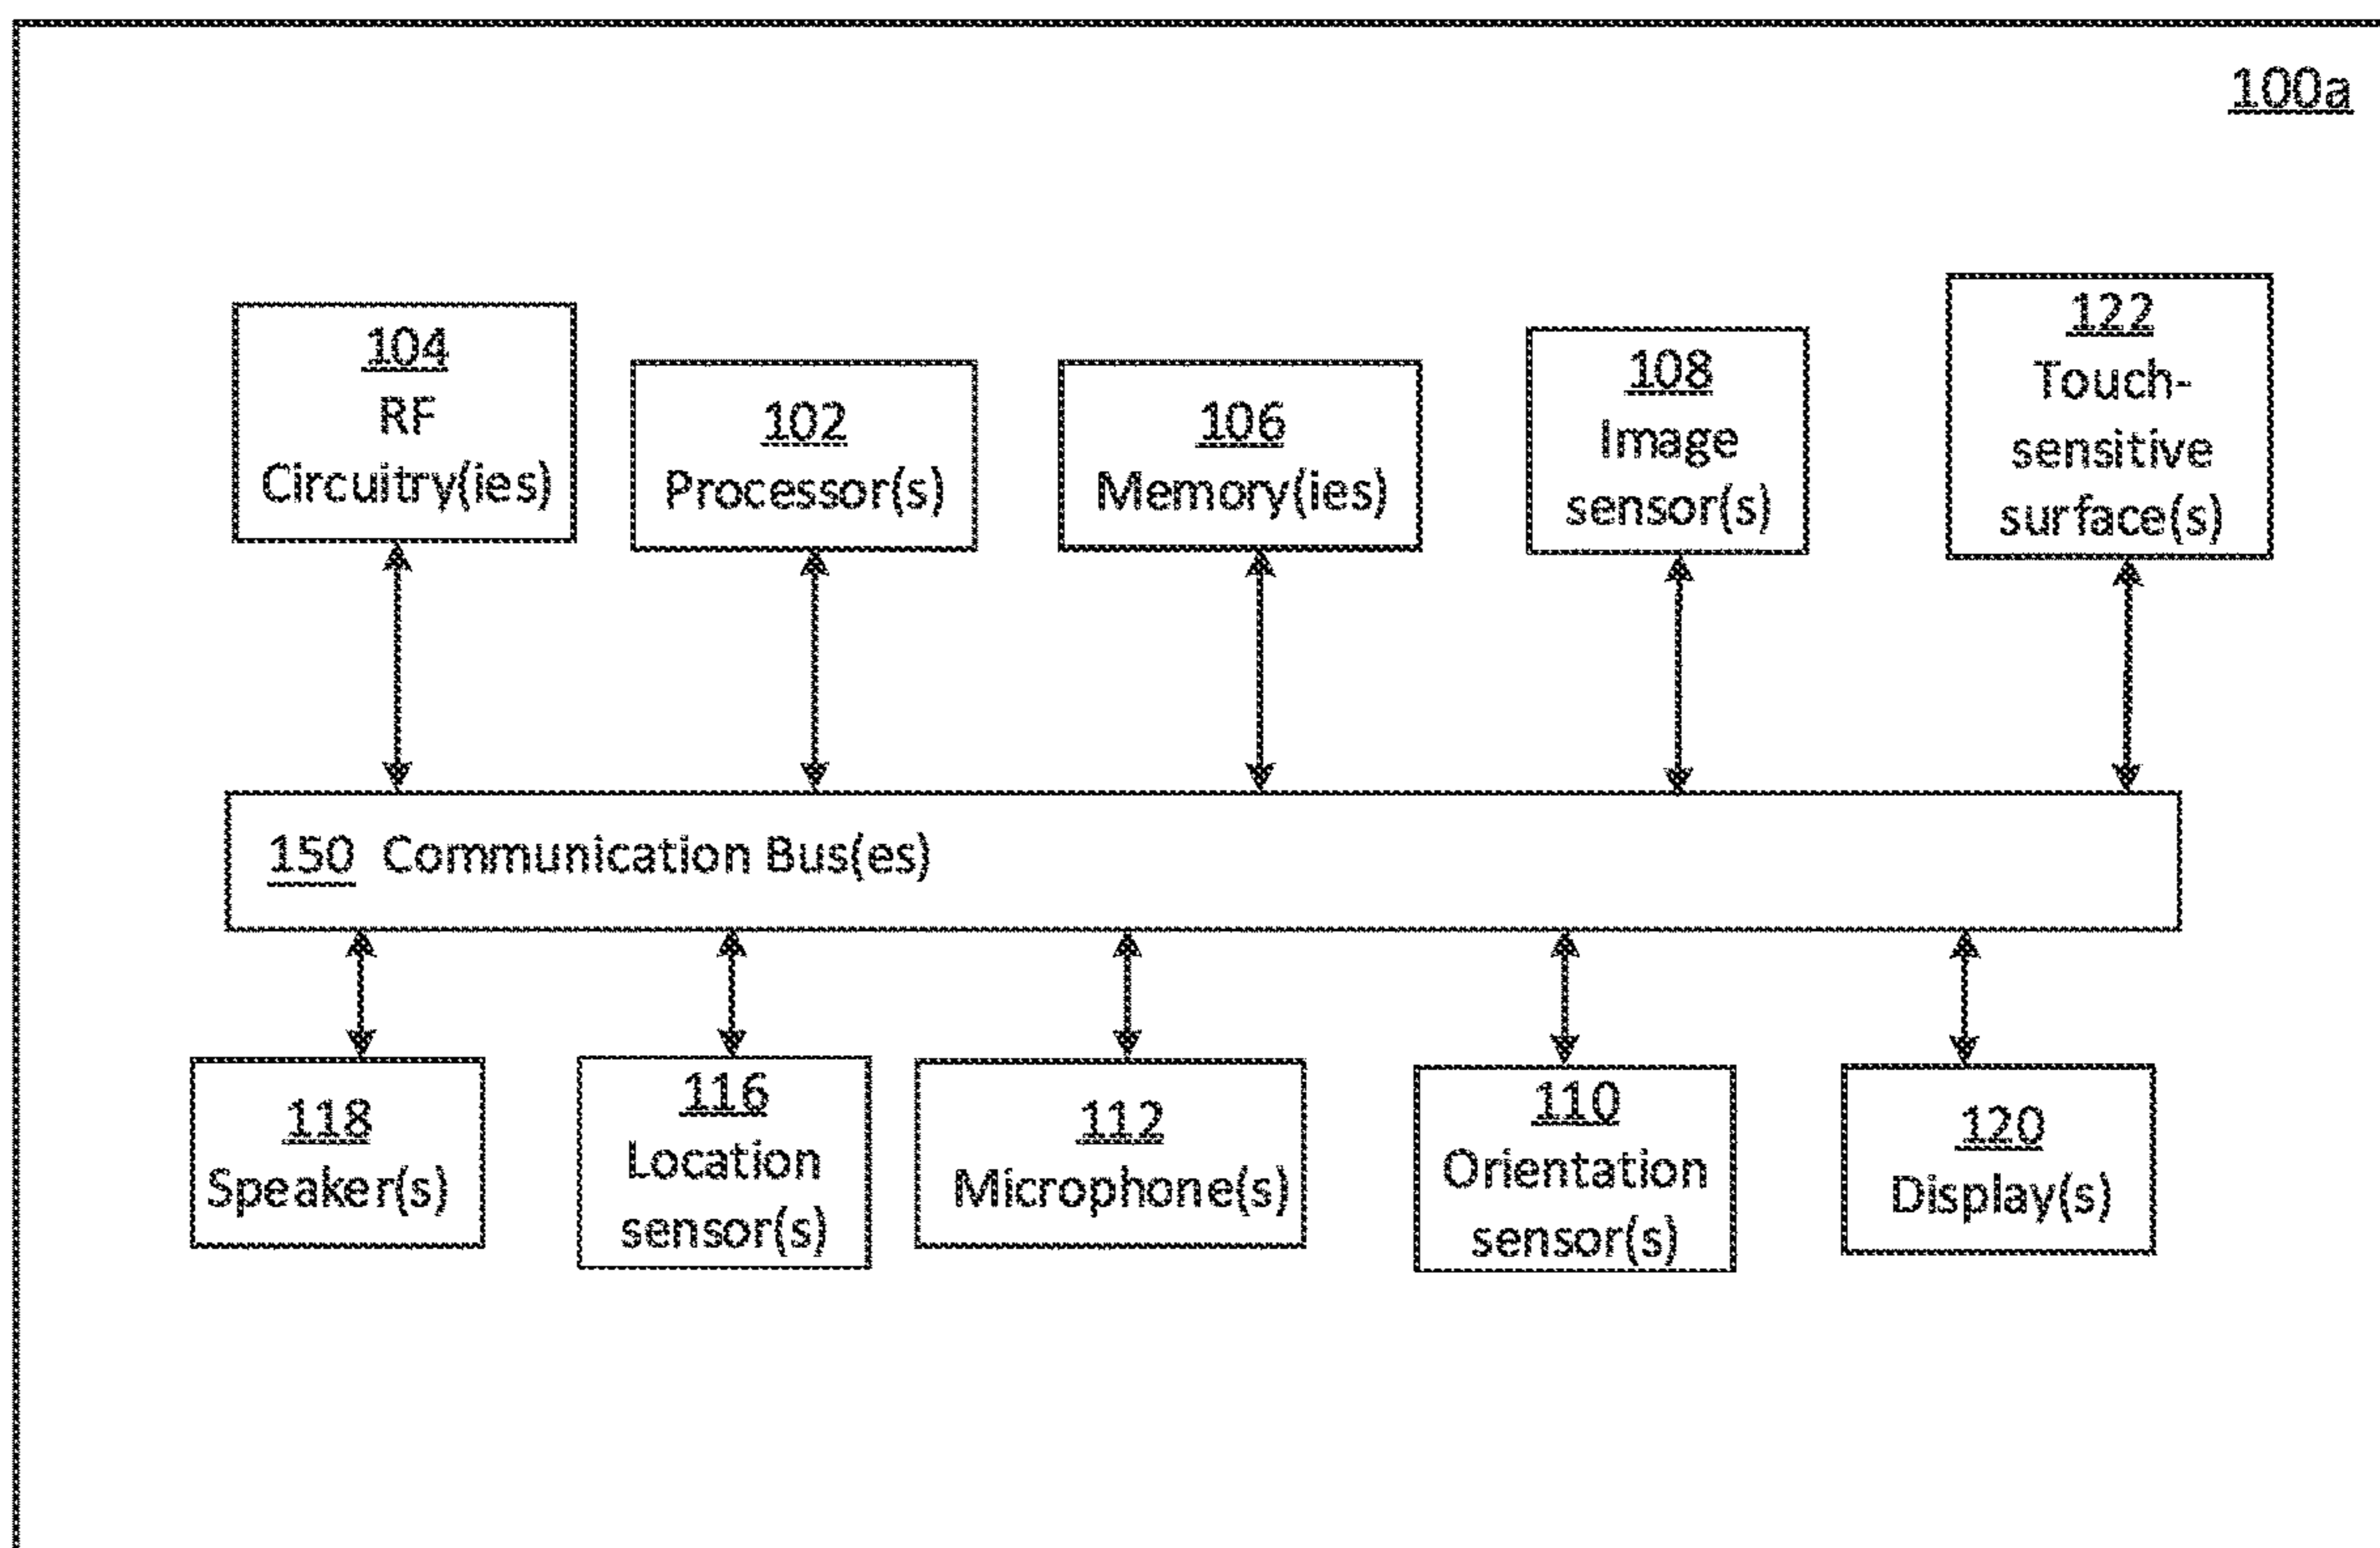 100a
104
RF
Circuitry(ies)
102
Processor(s)
106
Memory(ies)
108
Image
sensor(s)
122
Touch-
sensitive
surface(s)
150 Communication Bus(es)
118
Speaker(s)
116
Location
sensor(s)
112
Microphone(s)
110
Orientation
sensor(s)
120
Display(s)